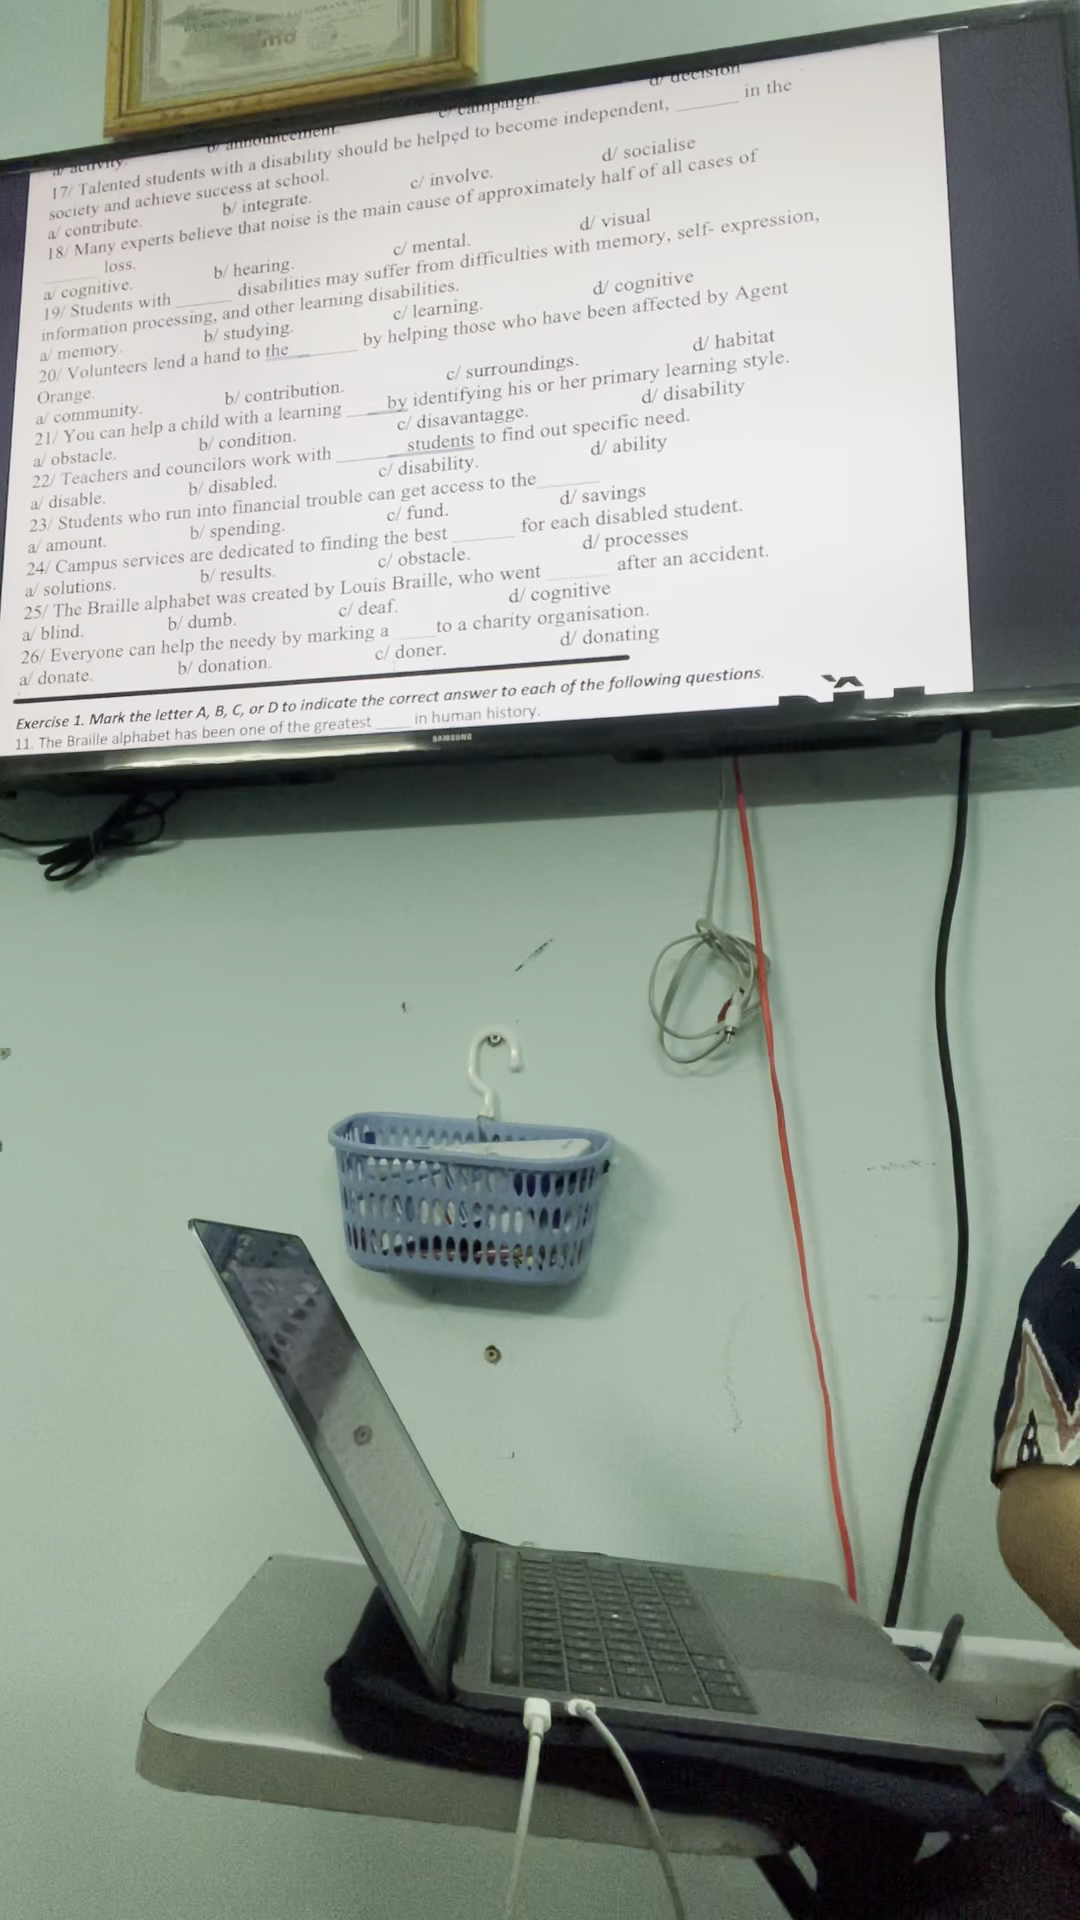 a/ activity. b/ announcement. c/ campaign. d/ decision
17/ Talented students with a disability should be helped to become independent, ______ in the
society and achieve success at school.
a/ contribute. b/ integrate. c/ involve. d/ socialise
18/ Many experts believe that noise is the main cause of approximately half of all cases of
______ loss.
a/ cognitive. b/ hearing. c/ mental. d/ visual
19/ Students with ______ disabilities may suffer from difficulties with memory, self- expression,
information processing, and other learning disabilities.
a/ memory. b/ studying. c/ learning. d/ cognitive
20/ Volunteers lend a hand to the ______ by helping those who have been affected by Agent
Orange.
a/ community. b/ contribution. c/ surroundings. d/ habitat
21/ You can help a child with a learning ______ by identifying his or her primary learning style.
a/ obstacle. b/ condition. c/ disavantagge. d/ disability
22/ Teachers and councilors work with ______ students to find out specific need.
a/ disable. b/ disabled. c/ disability. d/ ability
23/ Students who run into financial trouble can get access to the ______
a/ amount. b/ spending. c/ fund. d/ savings
24/ Campus services are dedicated to finding the best ______ for each disabled student.
a/ solutions. b/ results. c/ obstacle. d/ processes
25/ The Braille alphabet was created by Louis Braille, who went ______ after an accident.
a/ blind. b/ dumb. c/ deaf. d/ cognitive
26/ Everyone can help the needy by marking a ____ to a charity organisation.
a/ donate. b/ donation. c/ doner. d/ donating
Exercise 1. Mark the letter A, B, C, or D to indicate the correct answer to each of the following questions.
11. The Braille alphabet has been one of the greatest ____ in human history.
SAMSUNG